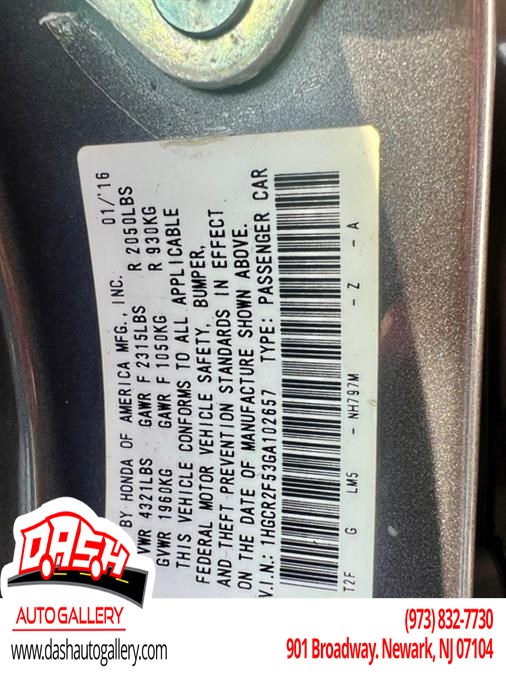 BY HONDA OF AMERICA MFG., INC. 01/'16
VWR 4321LBS GAWR F 2315LBS R 2050LBS
GVWR 1960KG GAWR F 1050KG R 930KG
THIS VEHICLE CONFORMS TO ALL APPLICABLE
FEDERAL MOTOR VEHICLE SAFETY, BUMPER,
AND THEFT PREVENTION STANDARDS IN EFFECT
ON THE DATE OF MANUFACTURE SHOWN ABOVE.
V.I.N.: 1HGCR2F53GA102657 TYPE: PASSENGER CAR
T2F G LM5 - NH797M - Z - A
DASH
AUTO GALLERY
www.dashautogallery.com
(973) 832-7730
901 Broadway. Newark, NJ 07104